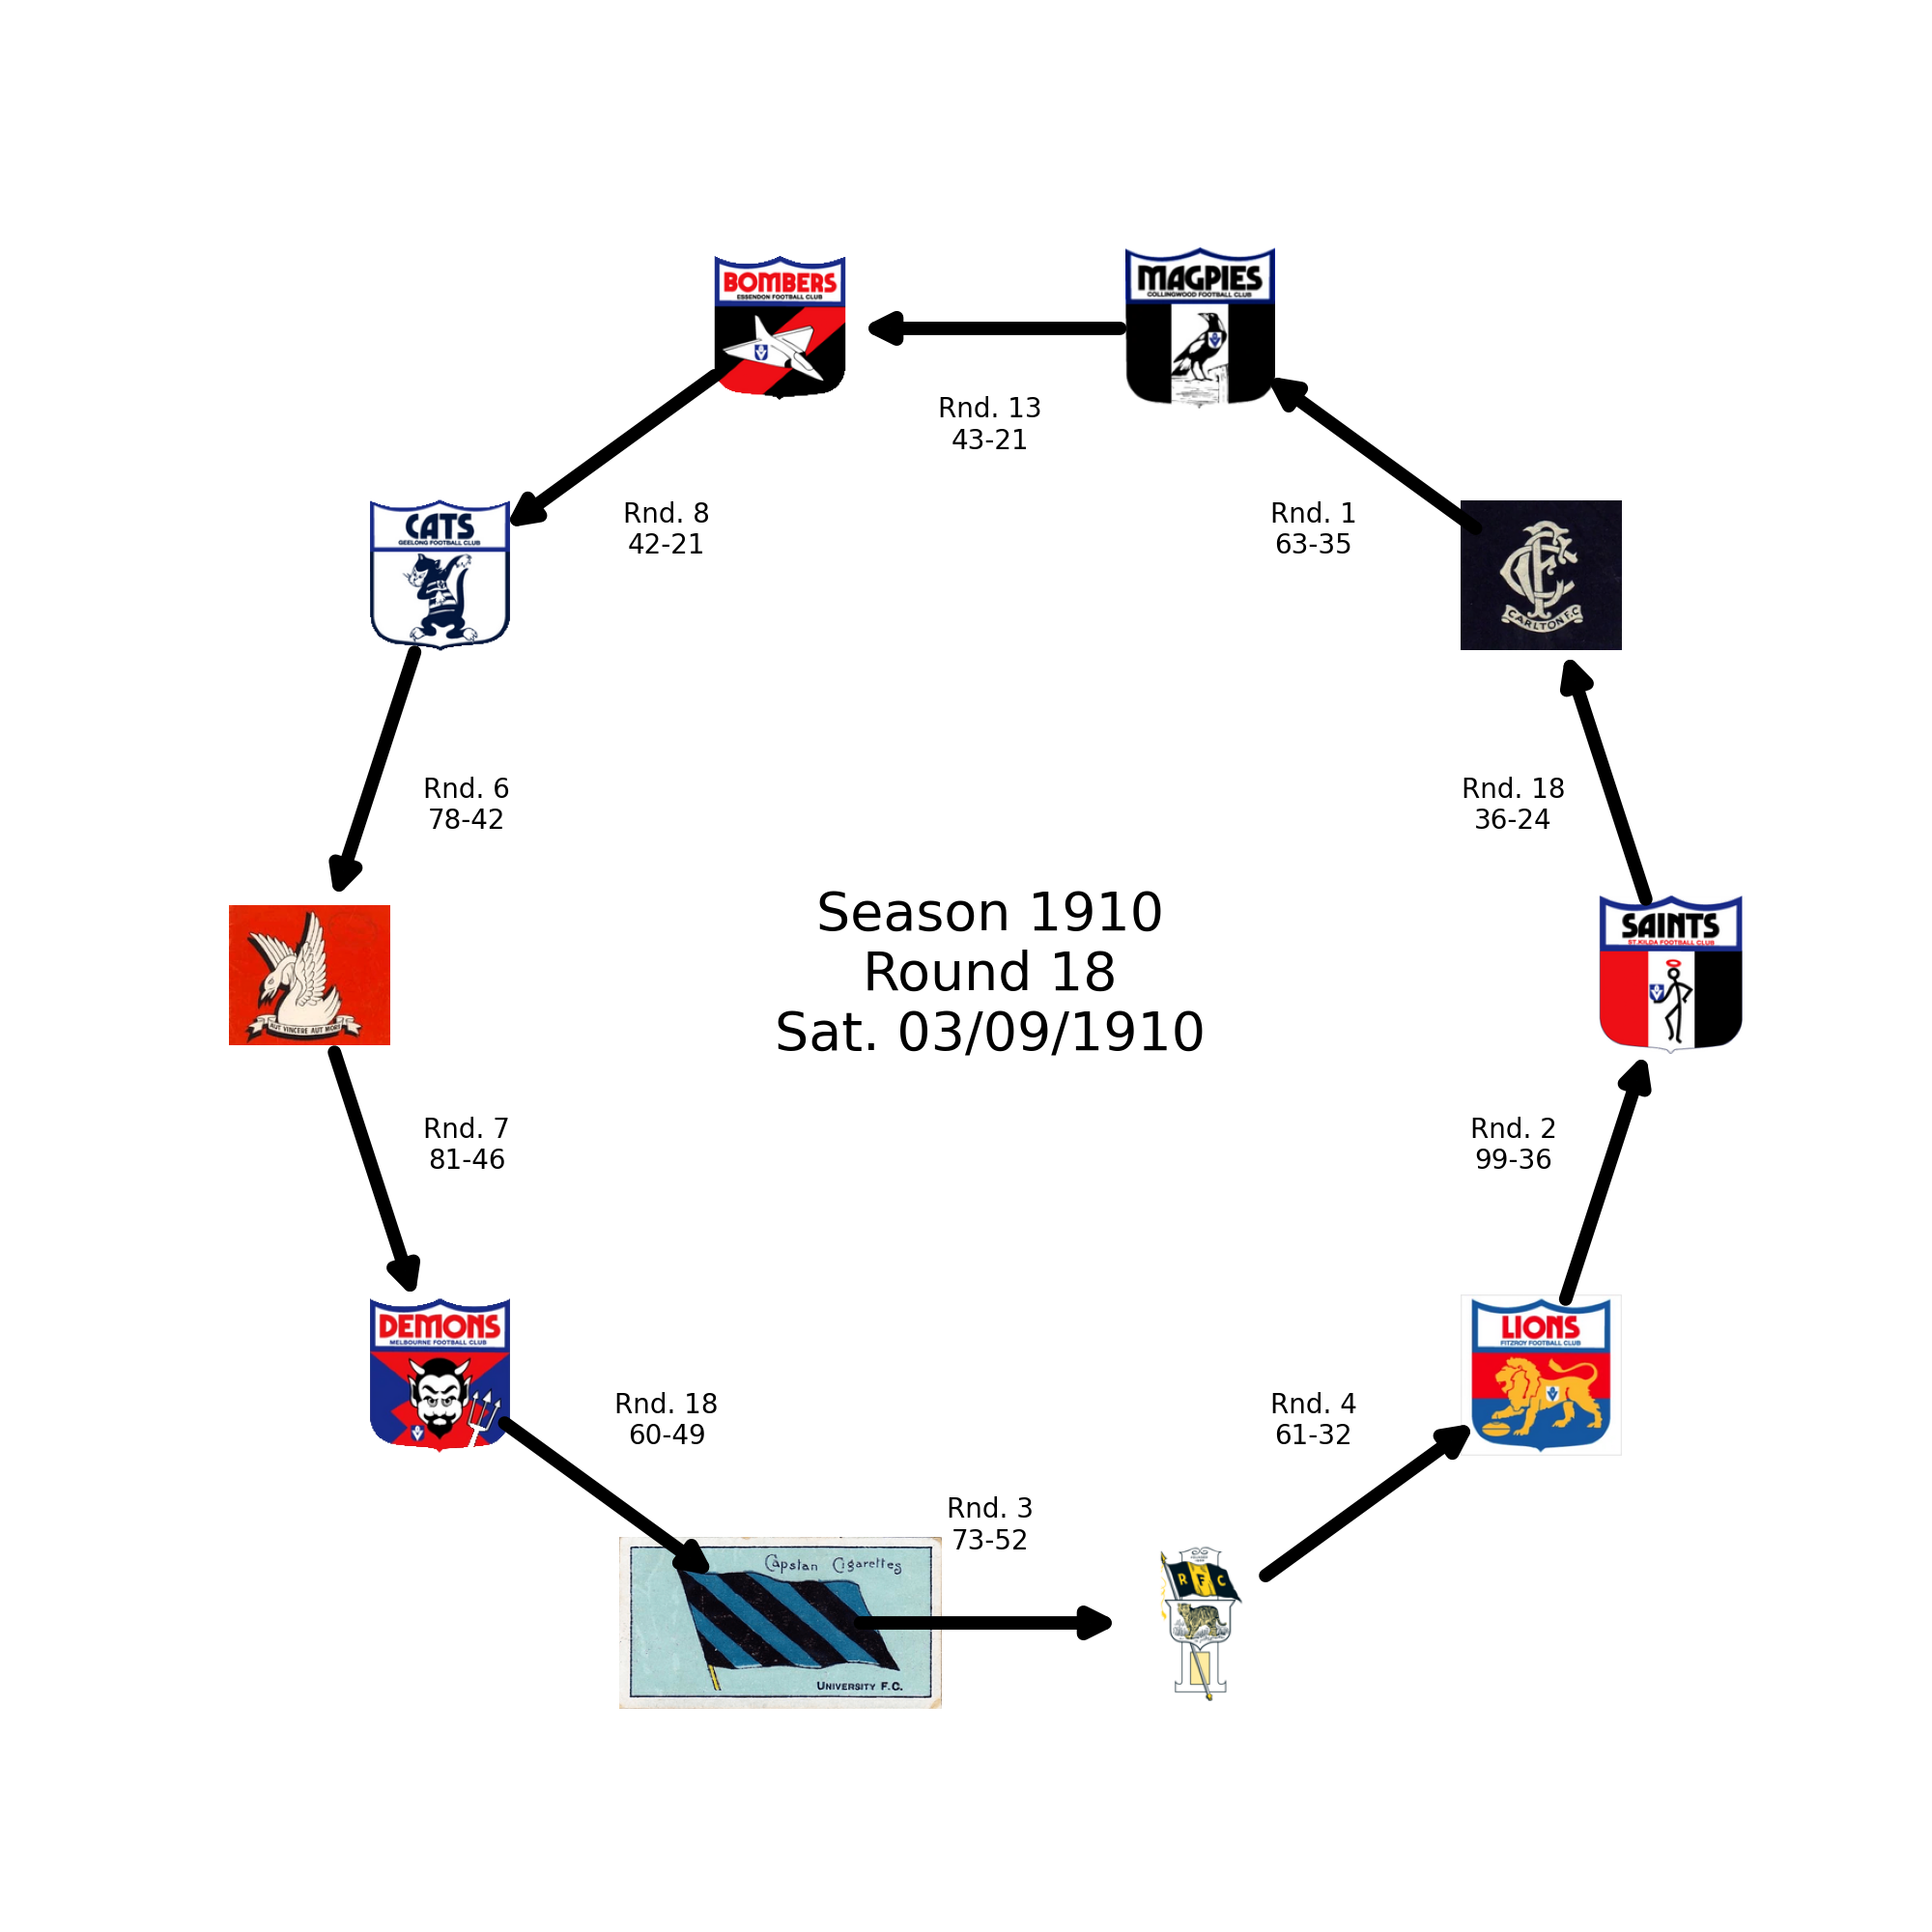 BOMBERS
ESSENDON FOOTBALL CLUB
MAGPIES
COLLINGWOOD FOOTBALL CLUB
Rnd. 13
43-21
Rnd. 8
42-21
Rnd. 1
63-35
CATS
GEELONG FOOTBALL CLUB
CFC
CARLTON F.C
Rnd. 6
78-42
Rnd. 18
36-24
Season 1910
Round 18
Sat. 03/09/1910
AUT VINCERE AUT MORI
SAINTS
ST.KILDA FOOTBALL CLUB
Rnd. 7
81-46
Rnd. 2
99-36
DEMONS
MELBOURNE FOOTBALL CLUB
LIONS
FITZROY FOOTBALL CLUB
Rnd. 18
60-49
Rnd. 4
61-32
Rnd. 3
73-52
Capstan Cigarettes
UNIVERSITY F.C.
R F C